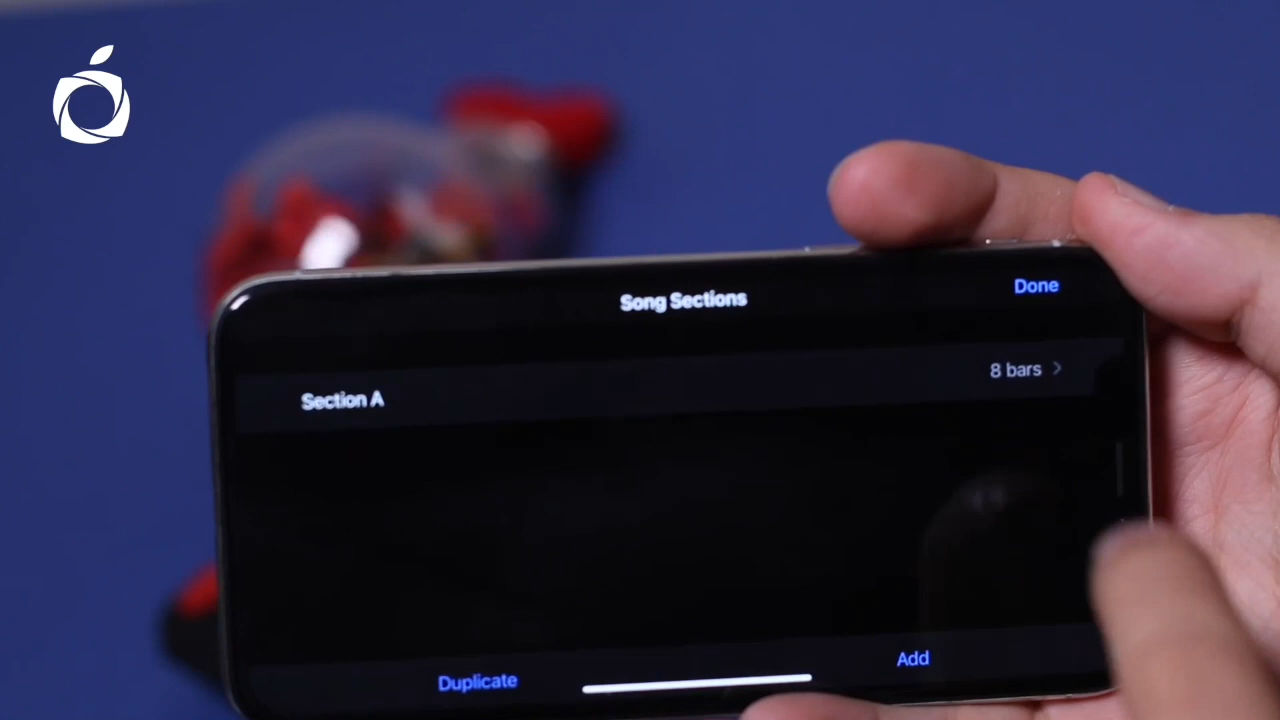 Song Sections
Done
Section A
8 bars
Duplicate
Add